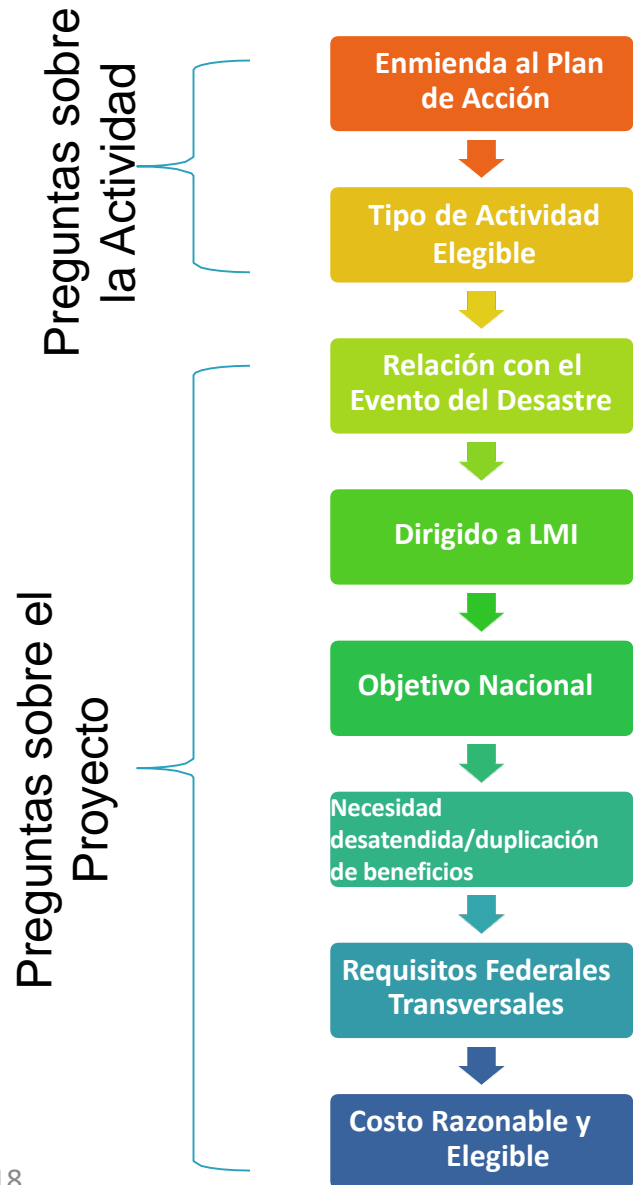 Preguntas sobre
la Actividad
Enmienda al Plan
de Acción
Tipo de Actividad
Elegible
Preguntas sobre el
Proyecto
Relación con el
Evento del Desastre
Dirigido a LMI
Objetivo Nacional
Necesidad
desatendida/duplicación
de beneficios
Requisitos Federales
Transversales
Costo Razonable y
Elegible
18